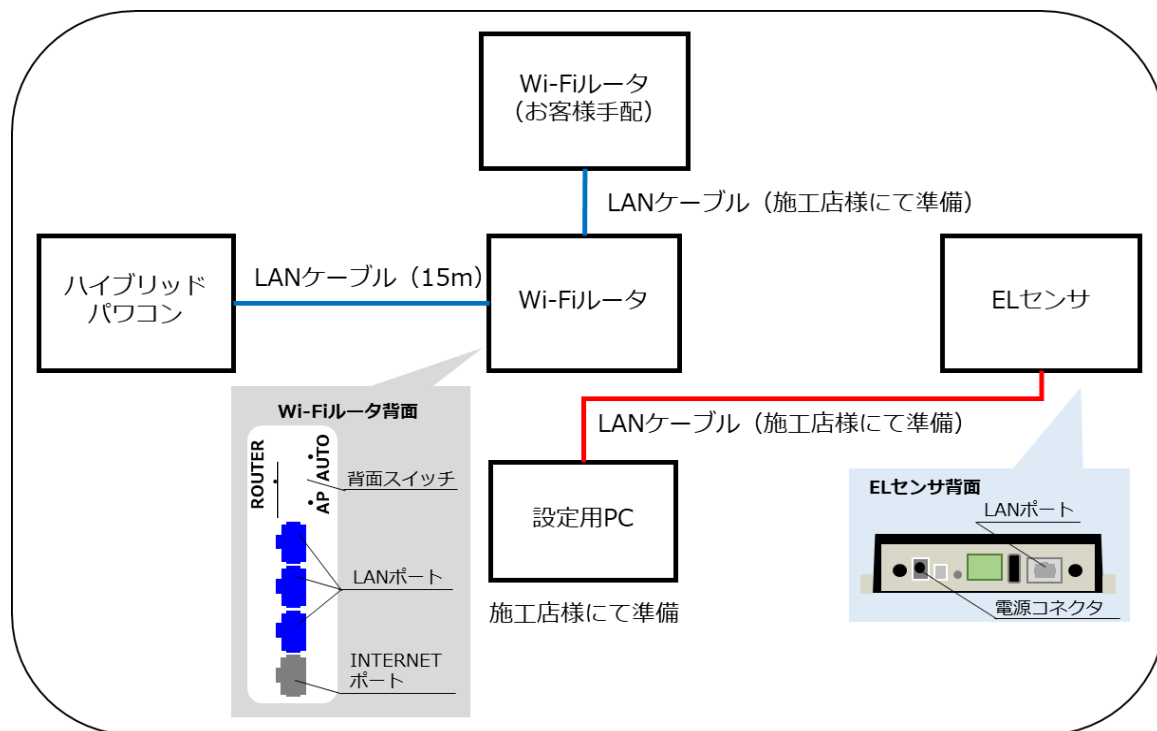 Wi-Fiルータ
（お客様手配）
LANケーブル（施工店様にて準備）
ハイブリッド
パワコン
LANケーブル（15m）
Wi-Fiルータ
ELセンサ
Wi-Fiルータ背面
ROUTER
AUTO
AP
背面スイッチ
LANポート
INTERNET
ポート
LANケーブル（施工店様にて準備）
設定用PC
施工店様にて準備
ELセンサ背面
LANポート
電源コネクタ